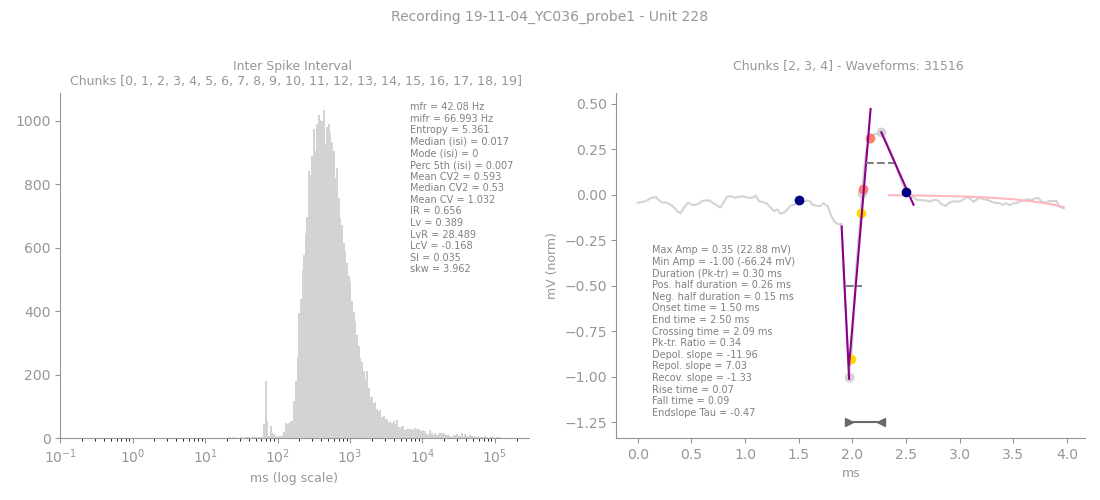 Recording 19-11-04_YC036_probe1 - Unit 228
Inter Spike Interval
Chunks [0, 1, 2, 3, 4, 5, 6, 7, 8, 9, 10, 11, 12, 13, 14, 15, 16, 17, 18, 19]
1000
800
600
400
200
0
mfr = 42.08 Hz
mifr = 66.993 Hz
Entropy = 5.361
Median (isi) = 0.017
Mode (isi) = 0
Perc 5th (isi) = 0.007
Mean CV2 = 0.593
Median CV2 = 0.53
Mean CV = 1.032
IR = 0.656
Lv = 0.389
LvR = 28.489
LcV = -0.168
SI = 0.035
skw = 3.962
10⁻¹ 10⁰ 10¹ 10² 10³ 10⁴ 10⁵
ms (log scale)
Chunks [2, 3, 4] - Waveforms: 31516
mV (norm)
0.50
0.25
0.00
−0.25
−0.50
−0.75
−1.00
−1.25
Max Amp = 0.35 (22.88 mV)
Min Amp = -1.00 (-66.24 mV)
Duration (Pk-tr) = 0.30 ms
Pos. half duration = 0.26 ms
Neg. half duration = 0.15 ms
Onset time = 1.50 ms
End time = 2.50 ms
Crossing time = 2.09 ms
Pk-tr. Ratio = 0.34
Depol. slope = -11.96
Repol. slope = 7.03
Recov. slope = -1.33
Rise time = 0.07
Fall time = 0.09
Endslope Tau = -0.47
0.0 0.5 1.0 1.5 2.0 2.5 3.0 3.5 4.0
ms